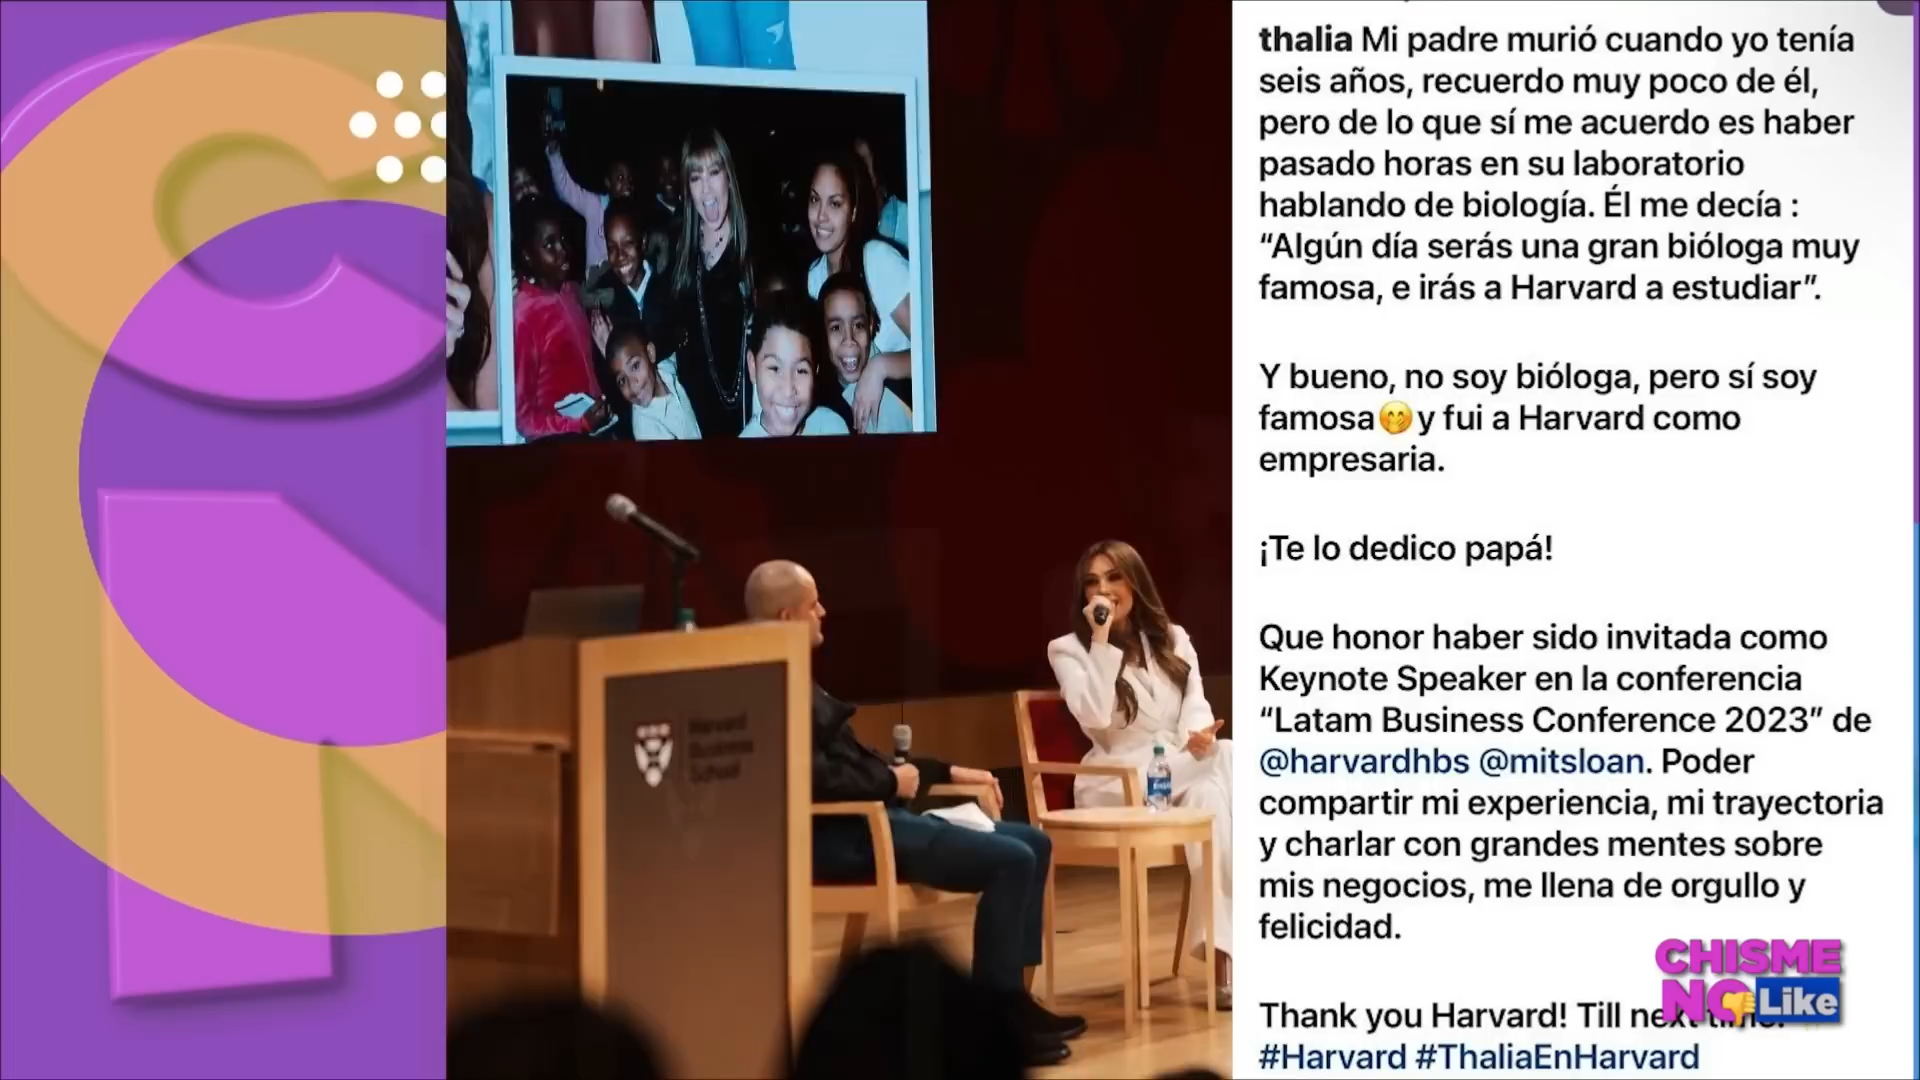 thalia Mi padre murió cuando yo tenía
seis años, recuerdo muy poco de él,
pero de lo que sí me acuerdo es haber
pasado horas en su laboratorio
hablando de biología. Él me decía :
“Algún día serás una gran bióloga muy
famosa, e irás a Harvard a estudiar”.
Y bueno, no soy bióloga, pero sí soy
famosa🤭y fui a Harvard como
empresaria.
¡Te lo dedico papá!
Que honor haber sido invitada como
Keynote Speaker en la conferencia
“Latam Business Conference 2023” de
@harvardhbs @mitsloan. Poder
compartir mi experiencia, mi trayectoria
y charlar con grandes mentes sobre
mis negocios, me llena de orgullo y
felicidad.
Thank you Harvard! Till next time.
#Harvard #ThaliaEnHarvard
CHISME
NO Like
Harvard
Business
School